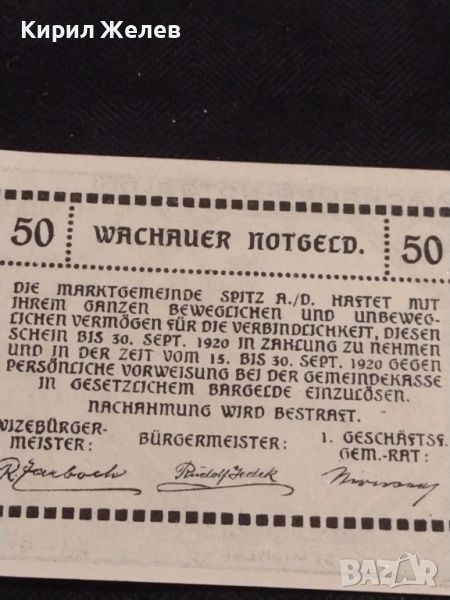 Кирил Желев
50 WACHAUER NOTGELD. 50
DIE MARKTGEMEINDE SPITZ A./D. HAFTET MIT
IHREM GANZEN BEWEGLICHEN UND UNBEWEG-
LICHEN VERMÖGEN FÜR DIE VERBINDLICHKEIT, DIESEN
SCHEIN BIS 30. SEPT. 1920 IN ZAHLUNG ZU NEHMEN
UND IN DER ZEIT VOM 15. BIS 30. SEPT. 1920 GEGEN
PERSÖNLICHE VORWEISUNG BEI DER GEMEINDEKASSE
IN GESETZLICHEM BARGELDE EINZULÖSEN.
NACHAHMUNG WIRD BESTRAFT.
VIZEBÜRGER-
MEISTER:
BÜRGERMEISTER:
1. GESCHÄFTSF.
GEM.-RAT:
Rudolf
BAZAR